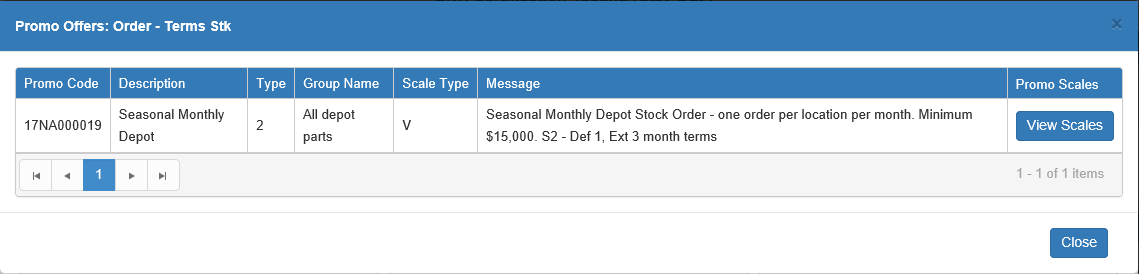 Promo Offers: Order - Terms Stk
×
Promo Code Description Type Group Name Scale Type Message Promo Scales
17NA000019 Seasonal Monthly Depot 2 All depot parts V Seasonal Monthly Depot Stock Order - one order per location per month. Minimum $15,000. S2 - Def 1, Ext 3 month terms View Scales
1 1 - 1 of 1 items
Close